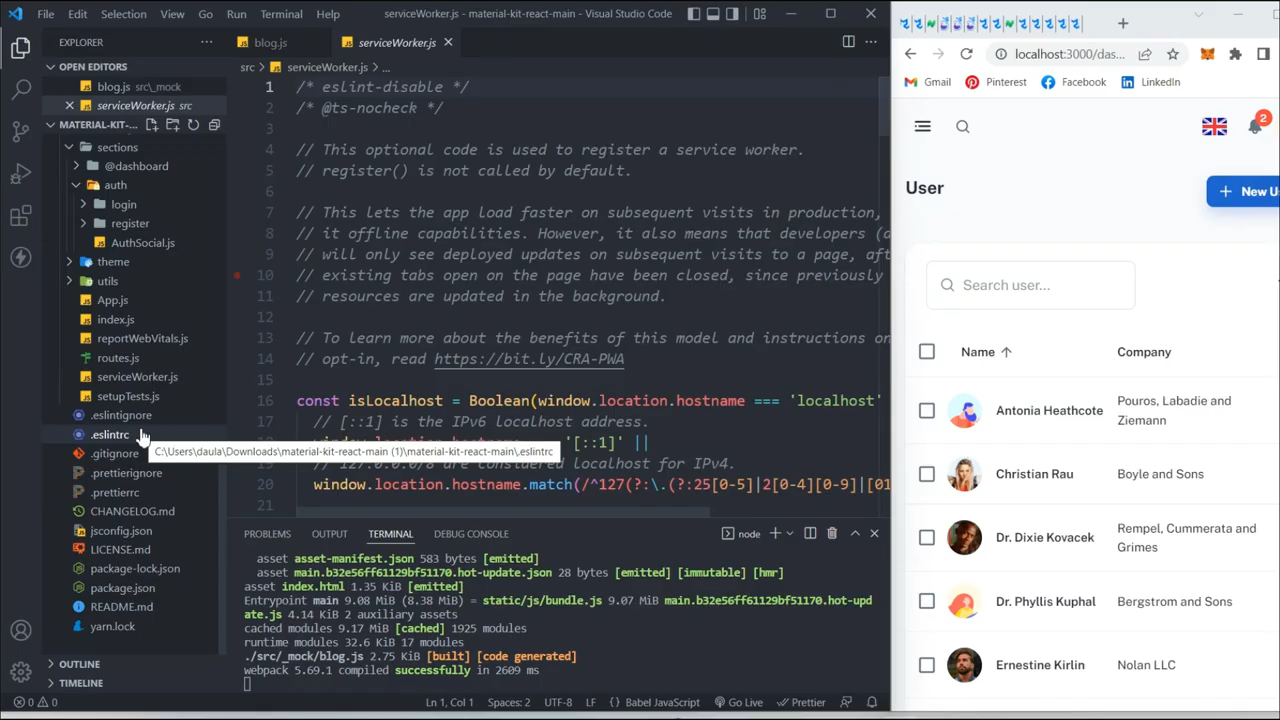 File Edit Selection View Go Run Terminal Help serviceWorker.js - material-kit-react-main - Visual Studio Code
EXPLORER
OPEN EDITORS
blog.js src\_mock
serviceWorker.js src
MATERIAL-KIT-...
sections
@dashboard
auth
login
register
AuthSocial.js
theme
utils
App.js
index.js
reportWebVitals.js
routes.js
serviceWorker.js
setupTests.js
.eslintignore
.eslintrc
.gitignore
.prettierignore
.prettierrc
CHANGELOG.md
jsconfig.json
LICENSE.md
package-lock.json
package.json
README.md
yarn.lock
OUTLINE
TIMELINE
blog.js serviceWorker.js
src > serviceWorker.js > ...
1 /* eslint-disable */
2 /* @ts-nocheck */
3
4 // This optional code is used to register a service worker.
5 // register() is not called by default.
6
7 // This lets the app load faster on subsequent visits in production,
8 // it offline capabilities. However, it also means that developers (a
9 // will only see deployed updates on subsequent visits to a page, aft
10 // existing tabs open on the page have been closed, since previously
11 // resources are updated in the background.
12
13 // To learn more about the benefits of this model and instructions on
14 // opt-in, read https://bit.ly/CRA-PWA
15
16 const isLocalhost = Boolean(window.location.hostname === 'localhost'
17 // [::1] is the IPv6 localhost address.
'[::1]' ||
C:\Users\daula\Downloads\material-kit-react-main (1)\material-kit-react-main\.eslintrc
localhost for IPv4.
20 window.location.hostname.match(/^127(?:\.(?:25[0-5]|2[0-4][0-9]|[01
21
PROBLEMS OUTPUT TERMINAL DEBUG CONSOLE node
asset asset-manifest.json 583 bytes [emitted]
asset main.b32e56ff61129bf51170.hot-update.json 28 bytes [emitted] [immutable] [hmr]
asset index.html 1.35 KiB [emitted]
Entrypoint main 9.08 MiB (8.38 MiB) = static/js/bundle.js 9.07 MiB main.b32e56ff61129bf51170.hot-upd
ate.js 4.14 KiB 2 auxiliary assets
cached modules 9.17 MiB [cached] 1925 modules
runtime modules 32.6 KiB 17 modules
./src/_mock/blog.js 2.75 KiB [built] [code generated]
webpack 5.69.1 compiled successfully in 2609 ms
0 0 Ln 1, Col 1 Spaces: 2 UTF-8 LF {} Babel JavaScript Go Live Prettier
localhost:3000/das...
Gmail Pinterest Facebook LinkedIn
2
User
+ New U
Search user...
Name Company
Antonia Heathcote Pouros, Labadie and
Ziemann
Christian Rau Boyle and Sons
Dr. Dixie Kovacek Rempel, Cummerata and
Grimes
Dr. Phyllis Kuphal Bergstrom and Sons
Ernestine Kirlin Nolan LLC